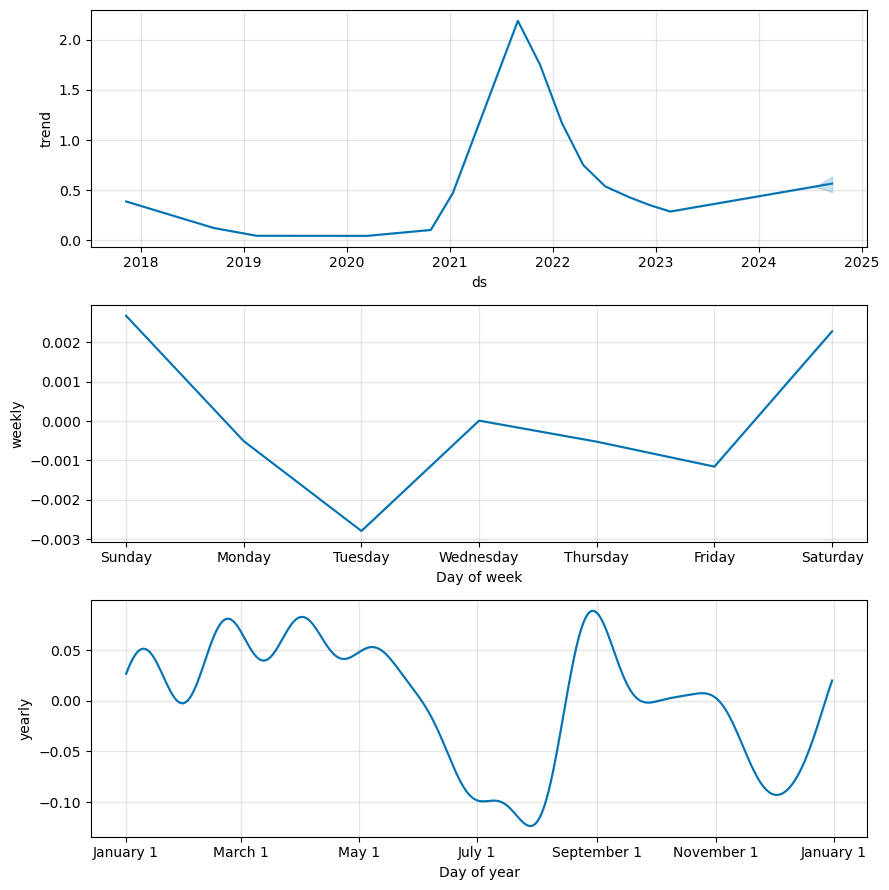 2.0
1.5
1.0
0.5
0.0
trend
2018 2019 2020 2021 2022 2023 2024 2025
ds
0.002
0.001
0.000
−0.001
−0.002
−0.003
weekly
Sunday Monday Tuesday Wednesday Thursday Friday Saturday
Day of week
0.05
0.00
−0.05
−0.10
yearly
January 1 March 1 May 1 July 1 September 1 November 1 January 1
Day of year